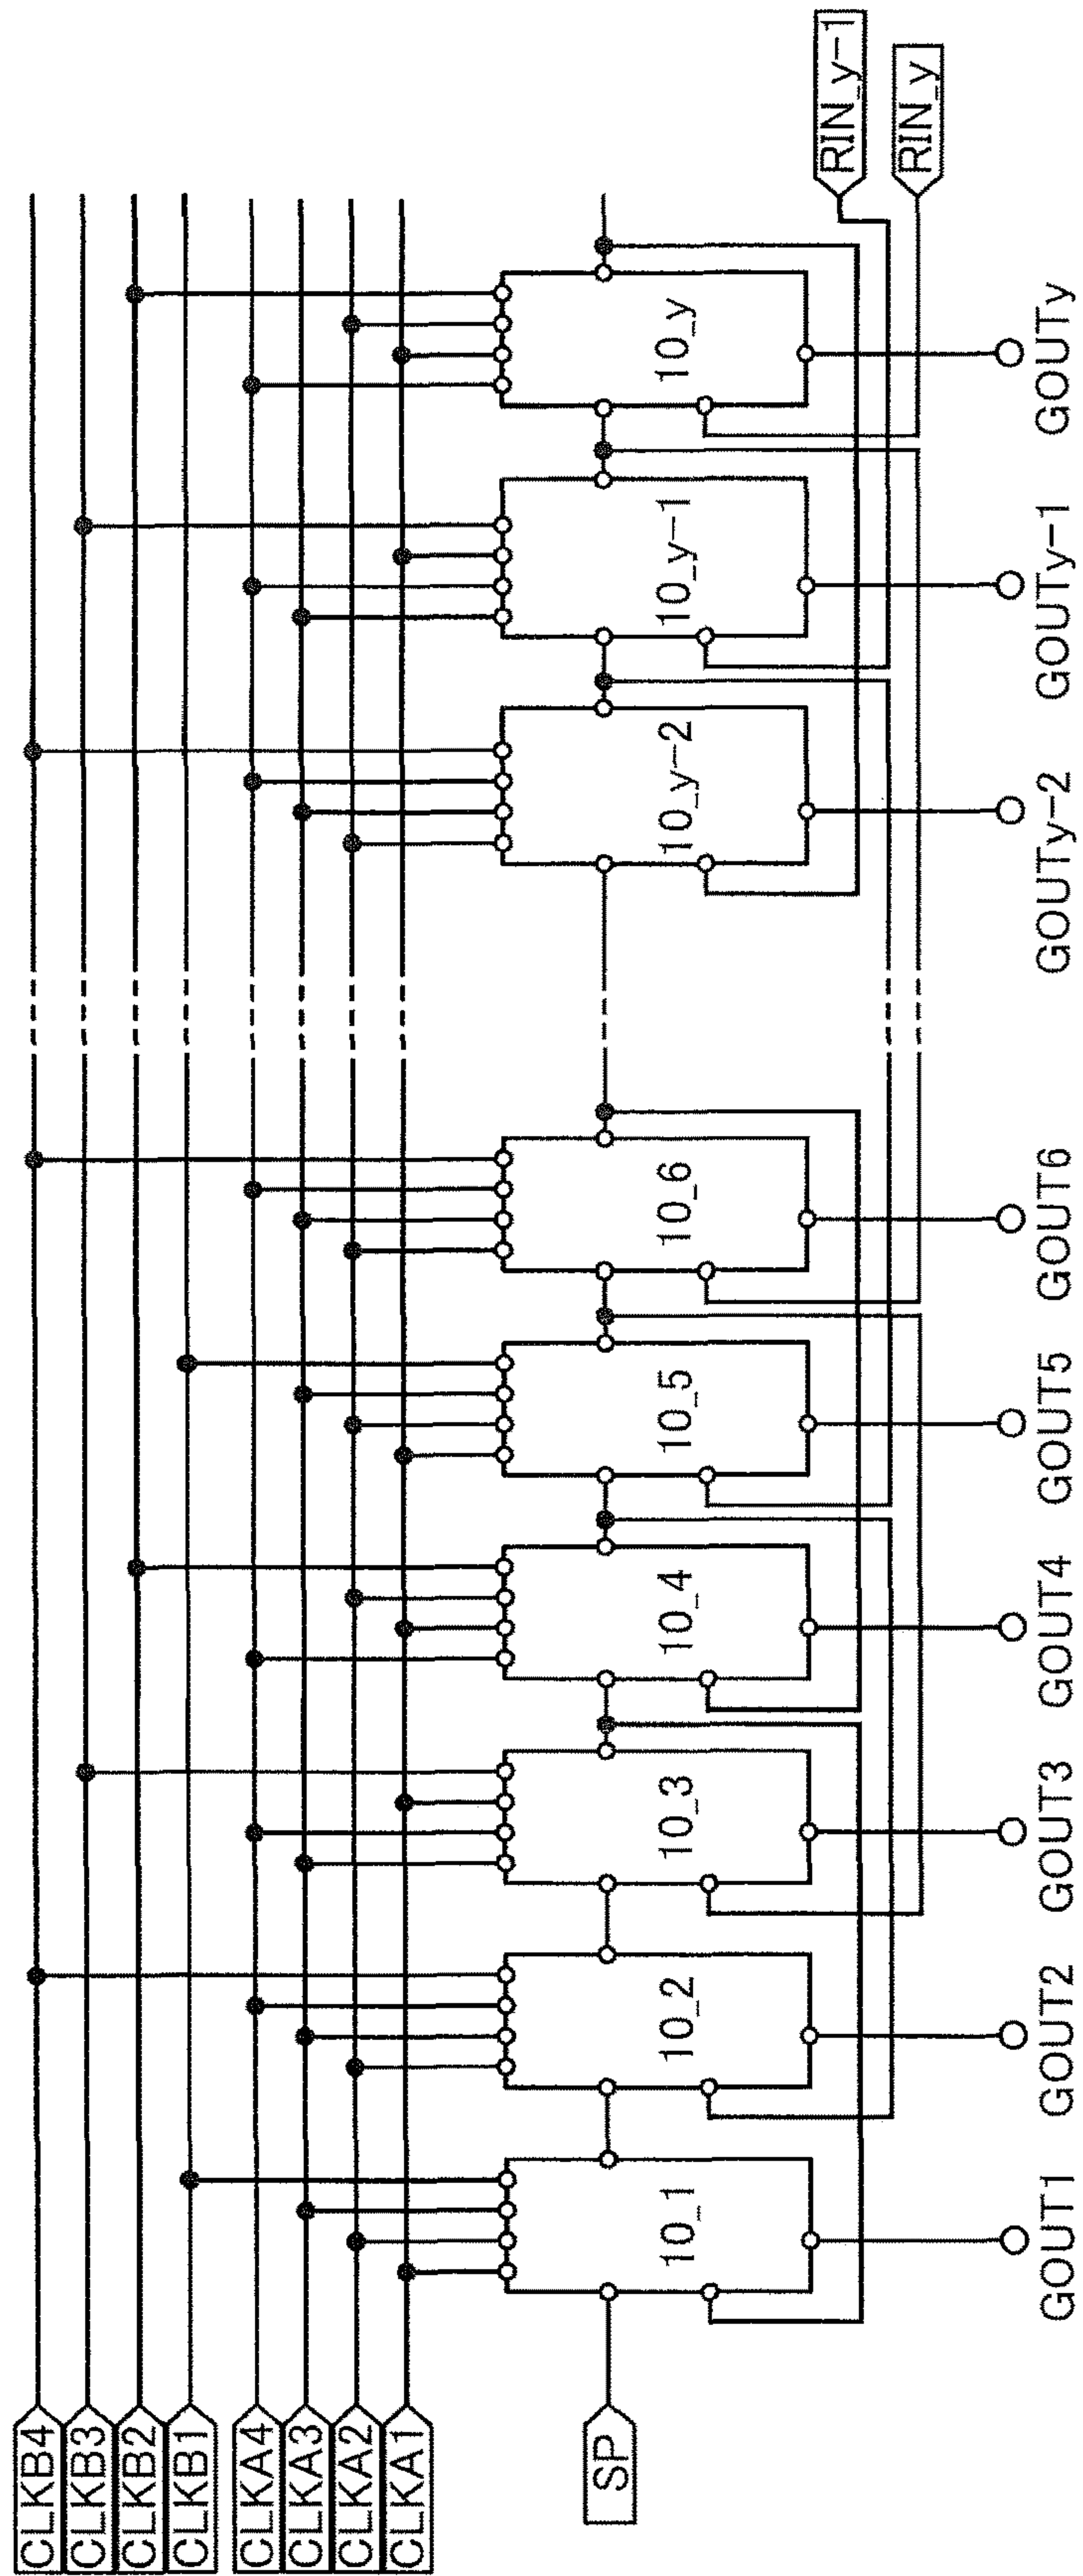 CLKB4
CLKB3
CLKB2
CLKB1
CLKA4
CLKA3
CLKA2
CLKA1
SP
10_1
10_2
10_3
10_4
10_5
10_6
10_y-2
10_y-1
10_y
RIN_y-1
RIN_y
GOUT1
GOUT2
GOUT3
GOUT4
GOUT5
GOUT6
GOUTy-2
GOUTy-1
GOUTy